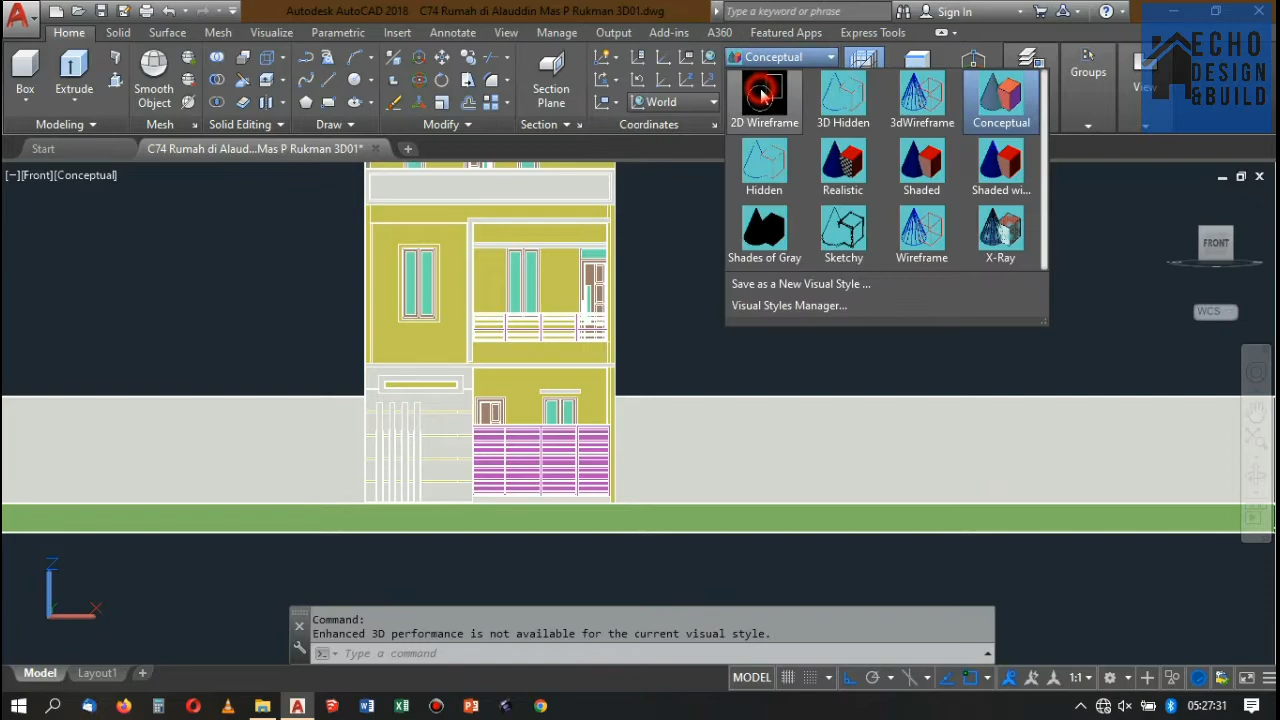 Autodesk AutoCAD 2018   C74 Rumah di Alauddin Mas P Rukman 3D01.dwg
Type a keyword or phrase
Sign In
Home Solid Surface Mesh Visualize Parametric Insert Annotate View Manage Output Add-ins A360 Featured Apps Express Tools
ECHO
DESIGN
&BUILD
Box Extrude Smooth Object Section Plane World Conceptual Groups
Modeling Mesh Solid Editing Draw Modify Section Coordinates
2D Wireframe 3D Hidden 3dWireframe Conceptual
Hidden Realistic Shaded Shaded wi...
Shades of Gray Sketchy Wireframe X-Ray
Save as a New Visual Style ...
Visual Styles Manager...
Start C74 Rumah di Alaud...Mas P Rukman 3D01*
[−][Front][Conceptual]
FRONT
WCS
Z
X
Command:
Enhanced 3D performance is not available for the current visual style.
Type a command
Model Layout1
MODEL 1:1
05:27:31